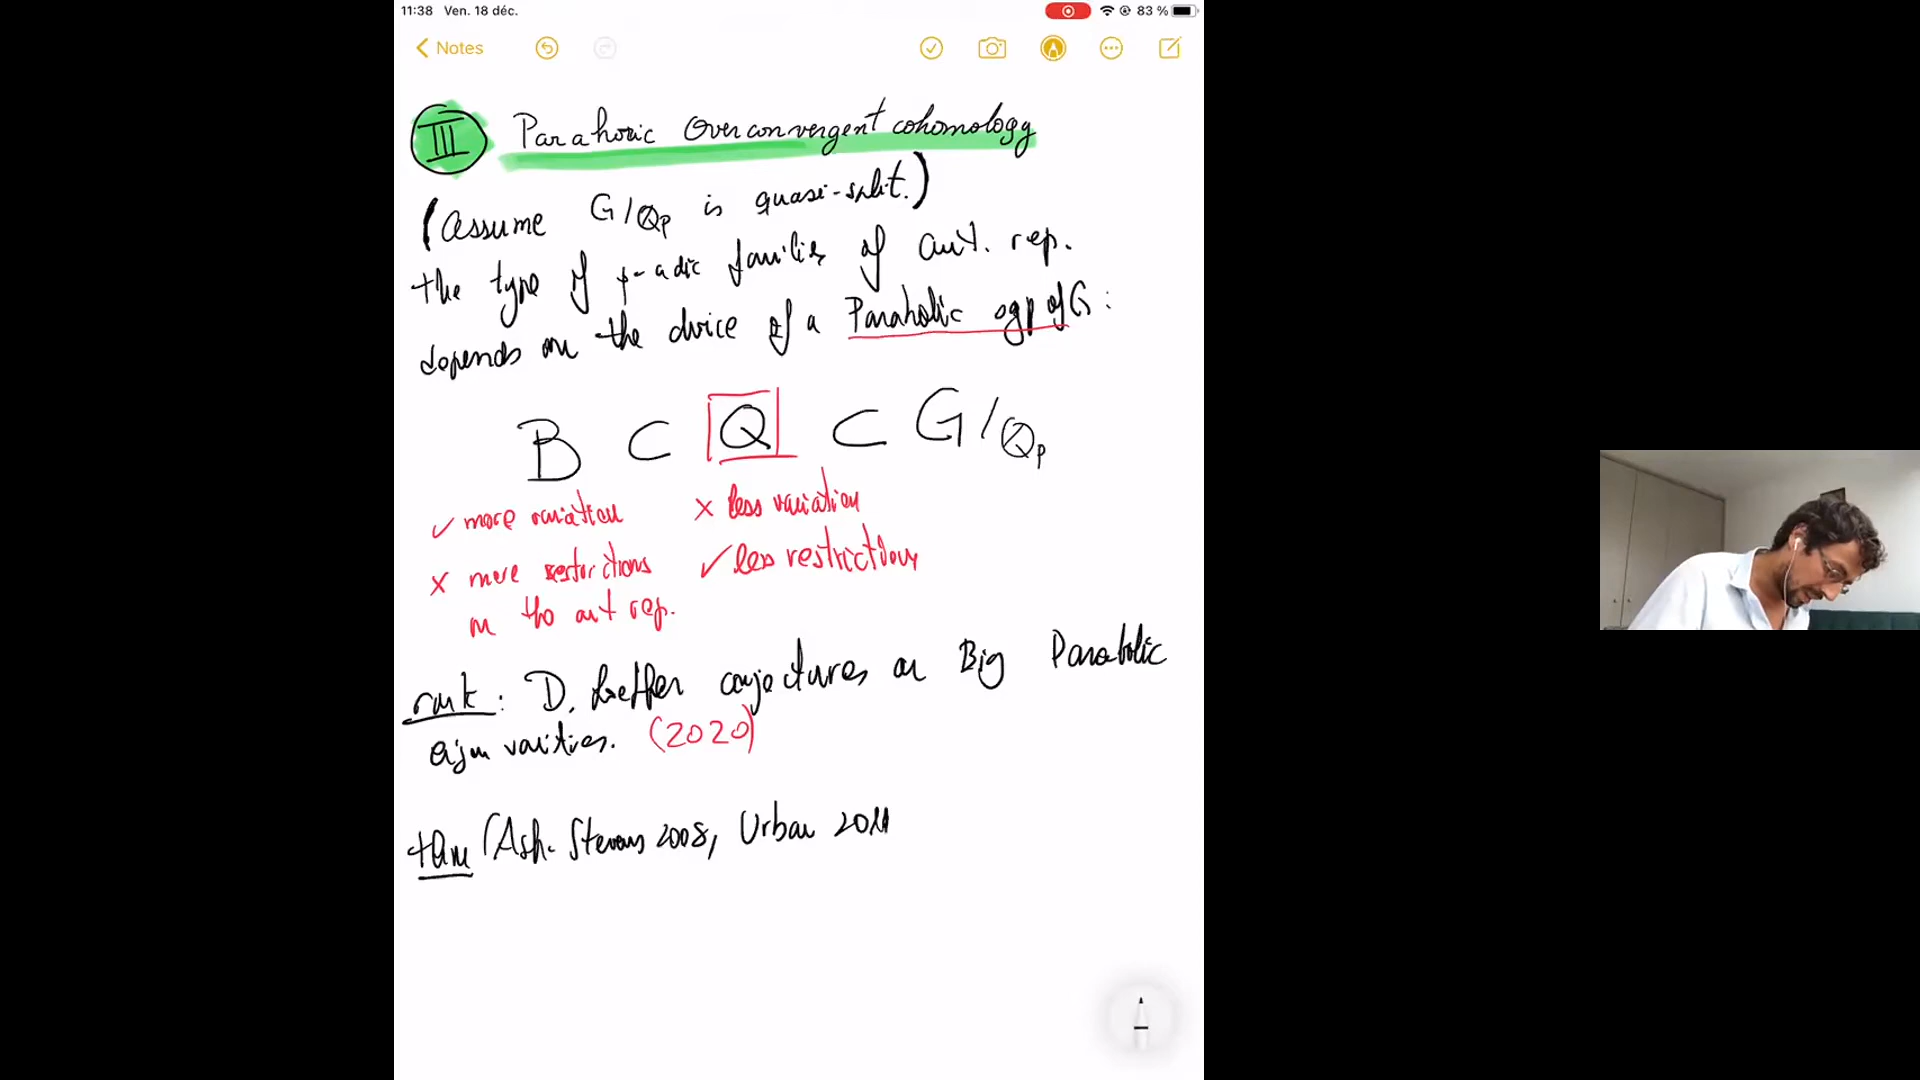 11:38 Ven. 18 déc.
83 %
Notes
III Parahoric Overconvergent cohomology
(Assume G/Qp is quasi-split.)
the type of p-adic families of aut. rep.
depends on the choice of a Parabolic sgp of G :
B ⊂ Q ⊂ G/Qp
✓ more variation × less variation
× more restrictions ✓ less restrictions
on the aut rep.
rmk : D. Loeffler conjectures on Big Parabolic
eigenvarieties. (2020)
thm (Ash-Stevens 2008, Urban 2011